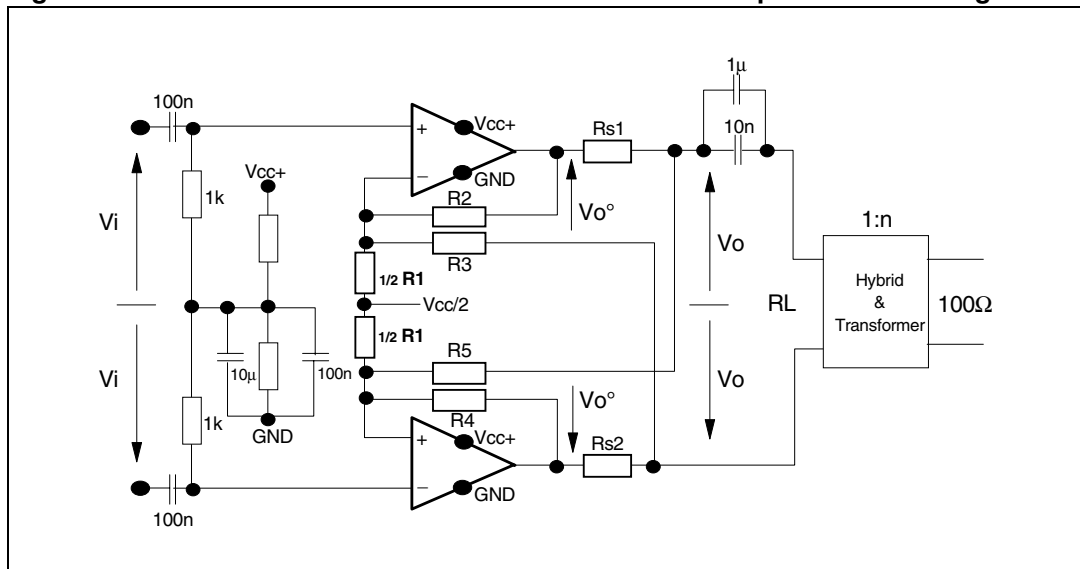 1µ
100n
10n
+
Vcc+
Rs1
−
GND
Vcc+
1k
R2
Vo°
Vi
R3
Vo
1:n
1/2 R1
Vcc/2
RL
Hybrid
&
Transformer
100Ω
1/2 R1
R5
Vi
10µ
100n
Vo°
Vo
R4
1k
GND
+
Vcc+
Rs2
−
GND
100n